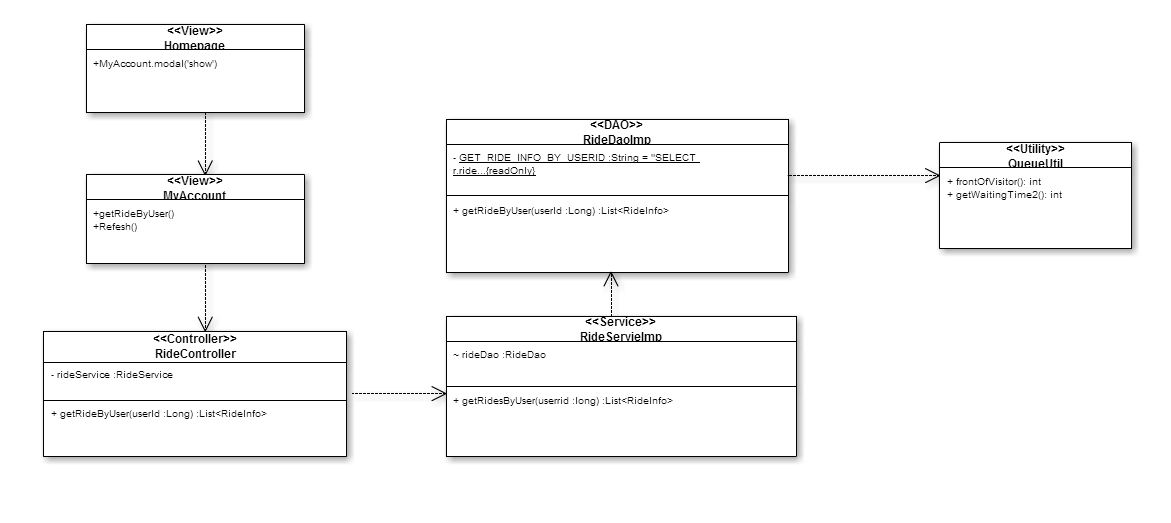 <<View>>
Homepage
+MyAccount.modal('show')
<<View>>
MyAccount
+getRideByUser()
+Refesh()
<<Controller>>
RideController
- rideService :RideService
+ getRideByUser(userId :Long) :List<RideInfo>
<<DAO>>
RideDaoImp
- GET_RIDE_INFO_BY_USERID :String = "SELECT
r.ride...{readOnly}
+ getRideByUser(userId :Long) :List<RideInfo>
<<Service>>
RideServieImp
~ rideDao :RideDao
+ getRidesByUser(userrid :long) :List<RideInfo>
<<Utility>>
QueueUtil
+ frontOfVisitor(): int
+ getWaitingTime2(): int